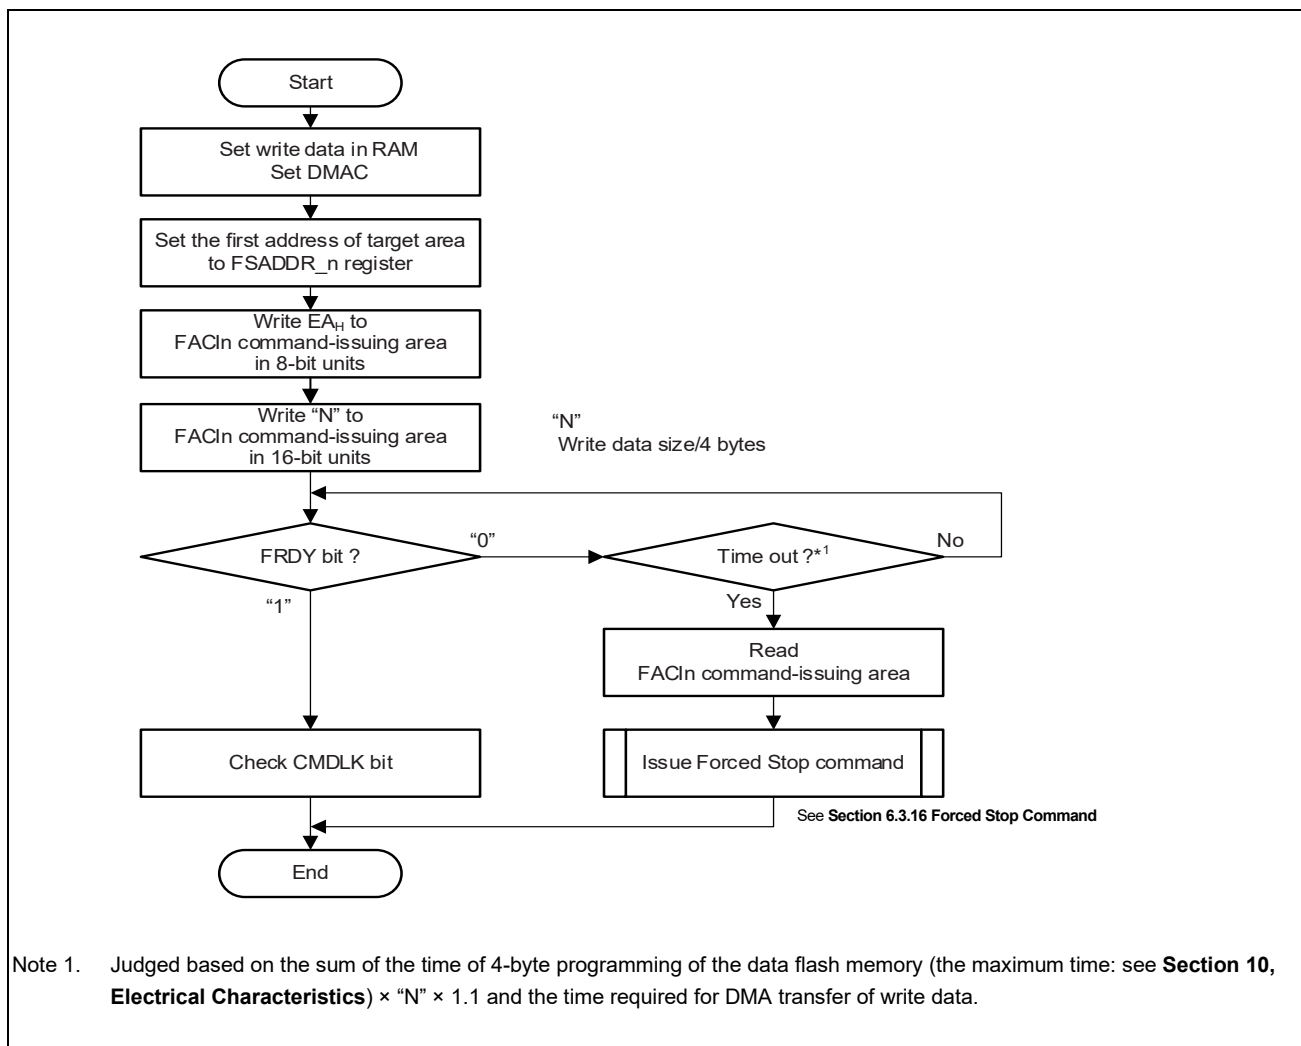 Start
Set write data in RAM
Set DMAC
Set the first address of target area
to FSADDR_n register
Write EAH to
FACIn command-issuing area
in 8-bit units
Write “N” to
FACIn command-issuing area
in 16-bit units
“N”
Write data size/4 bytes
FRDY bit ?
“0”
Time out ?*1
No
“1”
Yes
Read
FACIn command-issuing area
Check CMDLK bit
Issue Forced Stop command
See Section 6.3.16 Forced Stop Command
End
Note 1. Judged based on the sum of the time of 4-byte programming of the data flash memory (the maximum time: see Section 10,
Electrical Characteristics) × “N” × 1.1 and the time required for DMA transfer of write data.